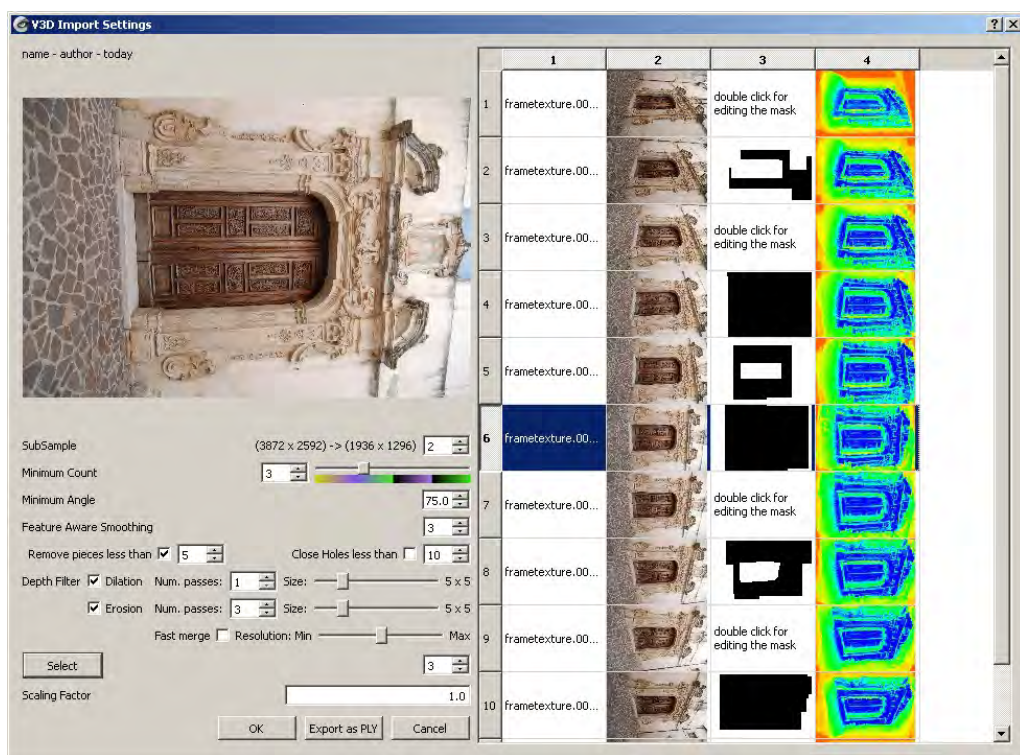 V3D Import Settings
name - author - today
SubSample (3872 x 2592) -> (1936 x 1296) 2
Minimum Count 3
Minimum Angle 75.0
Feature Aware Smoothing 3
Remove pieces less than 5 Close Holes less than 10
Depth Filter Dilation Num. passes: 1 Size: 5 x 5
Erosion Num. passes: 3 Size: 5 x 5
Fast merge Resolution: Min Max
Select 3
Scaling Factor 1.0
OK Export as PLY Cancel
1 2 3 4
1 frametexture.00... double click for
editing the mask
2 frametexture.00...
3 frametexture.00... double click for
editing the mask
4 frametexture.00...
5 frametexture.00...
6 frametexture.00...
7 frametexture.00... double click for
editing the mask
8 frametexture.00...
9 frametexture.00... double click for
editing the mask
10 frametexture.00...